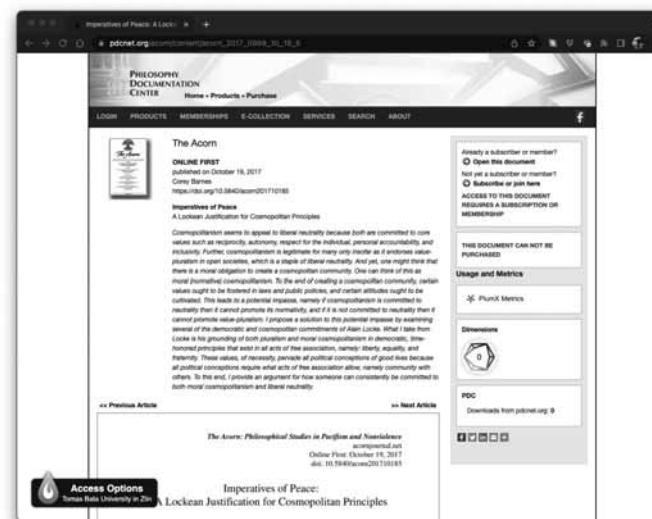 Imperatives of Peace: A Locke
pdcnet.org/acorn/content/acorn_2017_0999_10_18_5
PHILOSOPHY
DOCUMENTATION
CENTER
Home » Products » Purchase
LOGIN PRODUCTS MEMBERSHIPS E-COLLECTION SERVICES SEARCH ABOUT
The Acorn
The Acorn
ONLINE FIRST
published on October 19, 2017
Corey Barnes
https://doi.org/10.5840/acorn201710185
Imperatives of Peace
A Lockean Justification for Cosmopolitan Principles
Cosmopolitanism seems to appeal to liberal neutrality because both are committed to core
values such as reciprocity, autonomy, respect for the individual, personal accountability, and
inclusivity. Further, cosmopolitanism is legitimate for many only insofar as it endorses value-
pluralism in open societies, which is a staple of liberal neutrality. And yet, one might think that
there is a moral obligation to create a cosmopolitan community. One can think of this as
moral (normative) cosmopolitanism. To the end of creating a cosmopolitan community, certain
values ought to be fostered in laws and public policies, and certain attitudes ought to be
cultivated. This leads to a potential impasse, namely if cosmopolitanism is committed to
neutrality then it cannot promote its normativity, and if it is not committed to neutrality then it
cannot promote value-pluralism. I propose a solution to this potential impasse by examining
several of the democratic and cosmopolitan commitments of Alain Locke. What I take from
Locke is his grounding of both pluralism and moral cosmopolitanism in democratic, time-
honored principles that exist in all acts of free association, namely: liberty, equality, and
fraternity. These values, of necessity, pervade all political conceptions of good lives because
all political conceptions require what acts of free association allow, namely community with
others. To this end, I provide an argument for how someone can consistently be committed to
both moral cosmopolitanism and liberal neutrality.
<< Previous Article
>> Next Article
The Acorn: Philosophical Studies in Pacifism and Nonviolence
acornjournal.net
Online First: October 19, 2017
doi: 10.5840/acorn201710185
Imperatives of Peace:
A Lockean Justification for Cosmopolitan Principles
Access Options
Tomas Bata University in Zlin
Already a subscriber or member?
Open this document
Not yet a subscriber or member?
Subscribe or join here
ACCESS TO THIS DOCUMENT
REQUIRES A SUBSCRIPTION OR
MEMBERSHIP
THIS DOCUMENT CAN NOT BE
PURCHASED
Usage and Metrics
PlumX Metrics
Dimensions
0
PDC
Downloads from pdcnet.org: 0